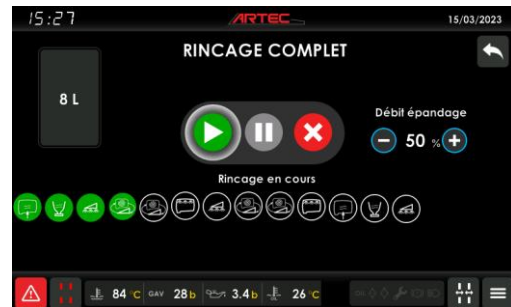 15:27
ARTEC
15/03/2023
RINCAGE COMPLET
8 L
Débit épandage
50 %
Rincage en cours
84 °C GAV 28 b 3.4 b 26 °C